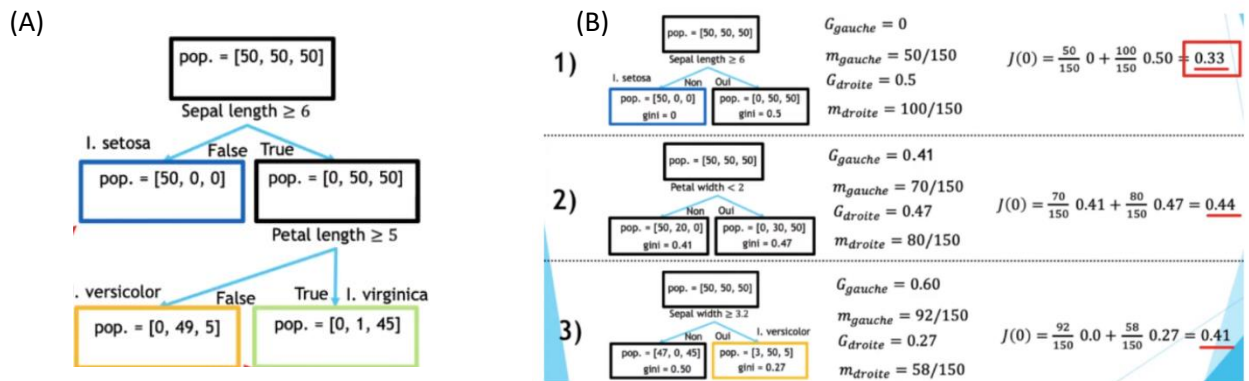 (A)
pop. = [50, 50, 50]
Sepal length ≥ 6
I. setosa
False True
pop. = [50, 0, 0]
pop. = [0, 50, 50]
Petal length ≥ 5
. versicolor
False
True
I. virginica
pop. = [0, 49, 5]
pop. = [0, 1, 45]
(B)
1)
pop. = [50, 50, 50]
Sepal length ≥ 6
I. setosa
Non Oui
pop. = [50, 0, 0]
gini = 0
pop. = [0, 50, 50]
gini = 0.5
G_gauche = 0
m_gauche = 50/150
G_droite = 0.5
m_droite = 100/150
J(0) = 50/150 0 + 100/150 0.50 = 0.33
2)
pop. = [50, 50, 50]
Petal width < 2
Non Oui
pop. = [50, 20, 0]
gini = 0.41
pop. = [0, 30, 50]
gini = 0.47
G_gauche = 0.41
m_gauche = 70/150
G_droite = 0.47
m_droite = 80/150
J(0) = 70/150 0.41 + 80/150 0.47 = 0.44
3)
pop. = [50, 50, 50]
Sepal width ≥ 3.2
Non Oui
I. versicolor
pop. = [47, 0, 45]
gini = 0.50
pop. = [3, 50, 5]
gini = 0.27
G_gauche = 0.60
m_gauche = 92/150
G_droite = 0.27
m_droite = 58/150
J(0) = 92/150 0.0 + 58/150 0.27 = 0.41